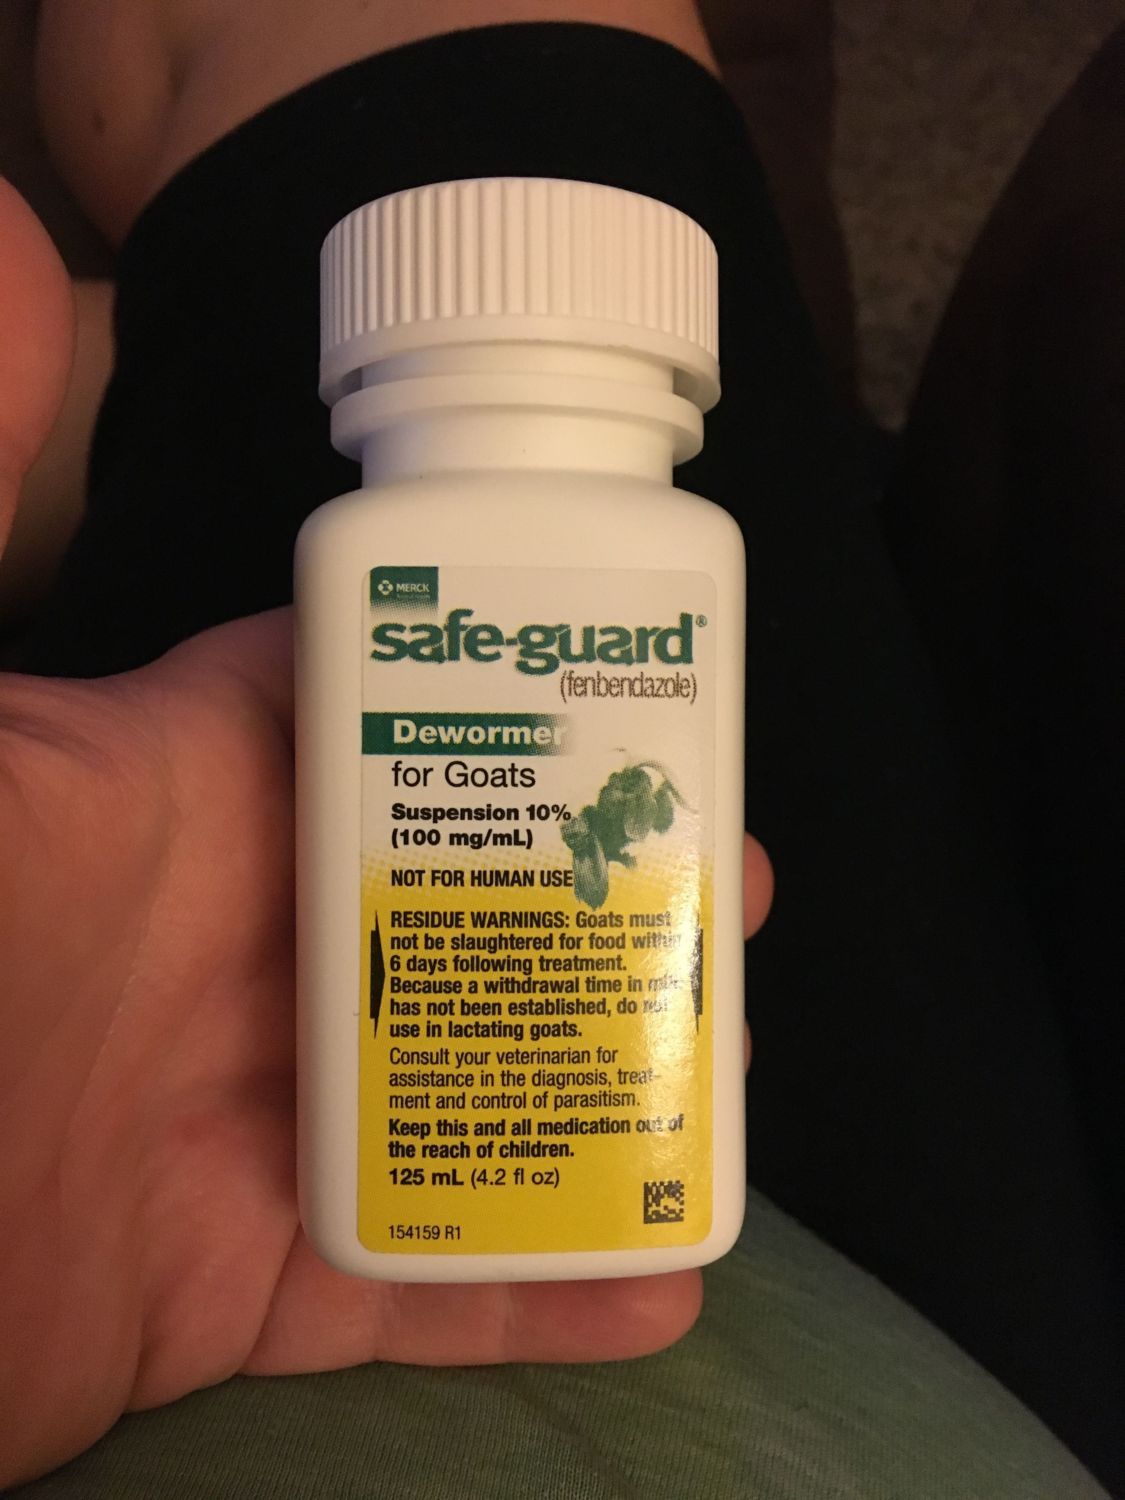 MERCK
safe-guard®
(fenbendazole)
Dewormer
for Goats
Suspension 10%
(100 mg/mL)
NOT FOR HUMAN USE
RESIDUE WARNINGS: Goats must
not be slaughtered for food within
6 days following treatment.
Because a withdrawal time in milk
has not been established, do not
use in lactating goats.
Consult your veterinarian for
assistance in the diagnosis, treat-
ment and control of parasitism.
Keep this and all medication out of
the reach of children.
125 mL (4.2 fl oz)
154159 R1